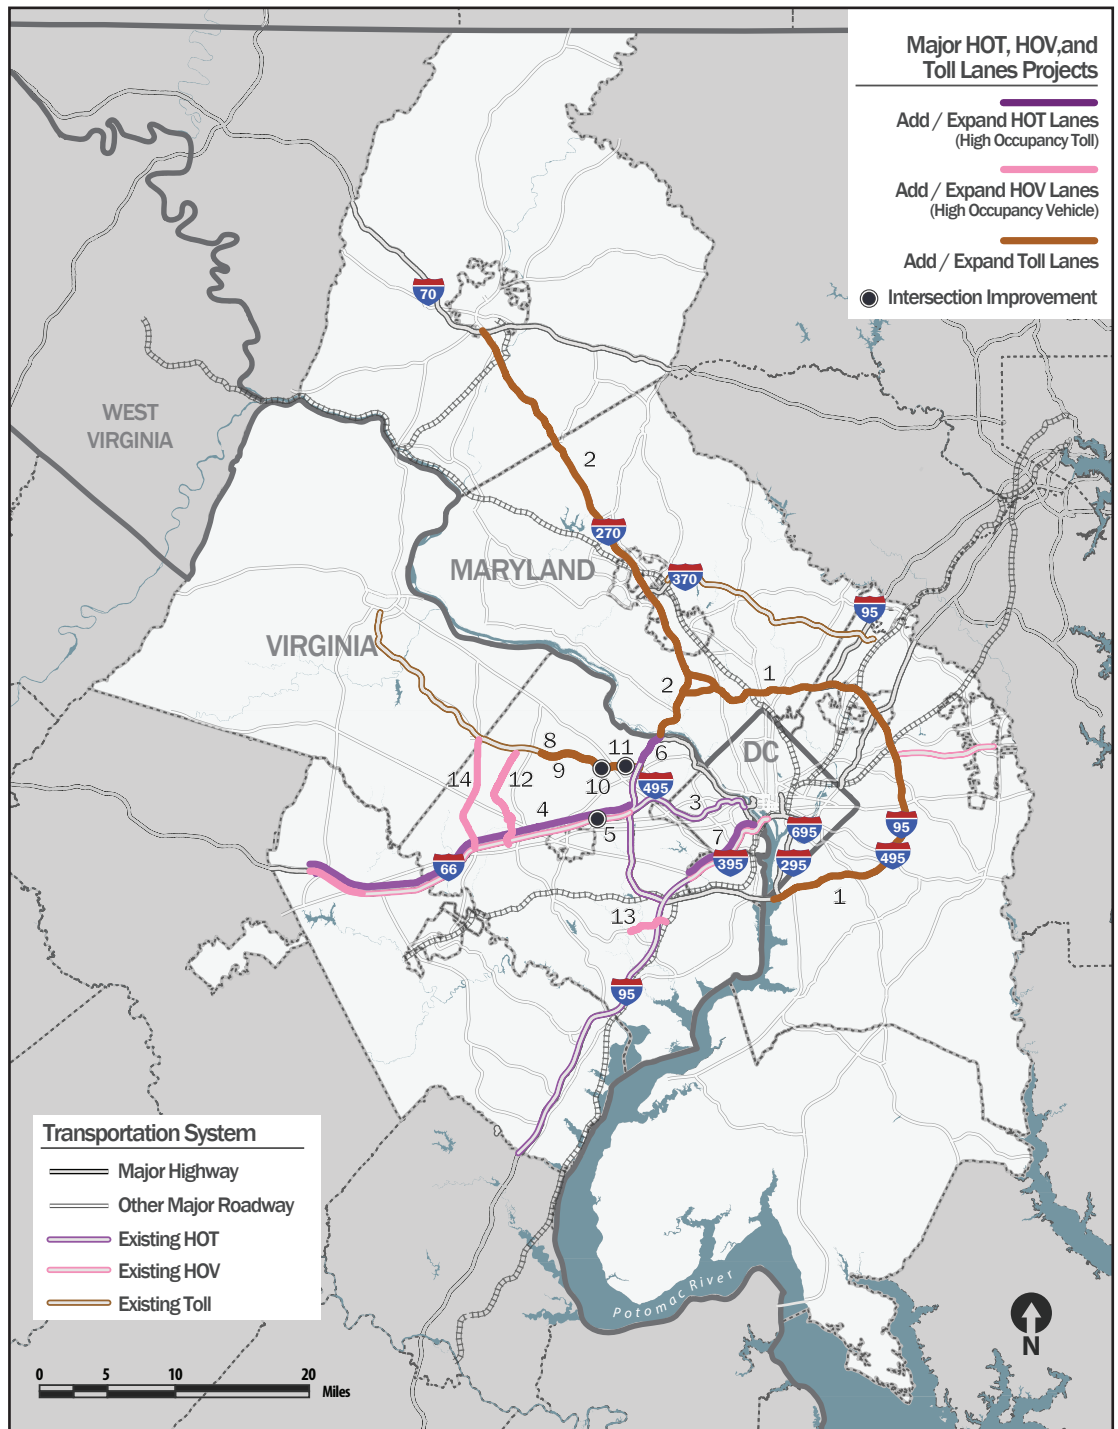 Major HOT, HOV,and
Toll Lanes Projects
Add / Expand HOT Lanes
(High Occupancy Toll)
Add / Expand HOV Lanes
(High Occupancy Vehicle)
Add / Expand Toll Lanes
Intersection Improvement
70
WEST
VIRGINIA
2
270
MARYLAND
370
95
VIRGINIA
1
2
8
11
6
DC
9
10
14
12
495
4
3
5
7
695
95
66
395
295
495
1
13
95
Transportation System
Major Highway
Other Major Roadway
Existing HOT
Existing HOV
Existing Toll
Potomac River
N
0 5 10 20
Miles